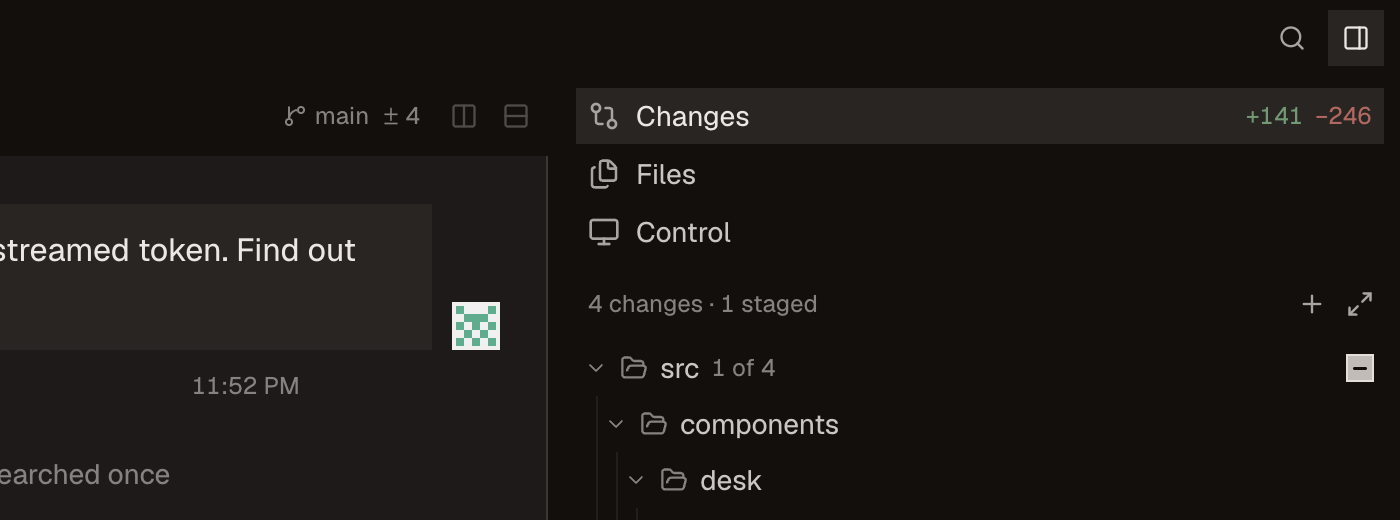 main ± 4
streamed token. Find out
11:52 PM
earched once
Changes +141 −246
Files
Control
4 changes · 1 staged
src 1 of 4
components
desk